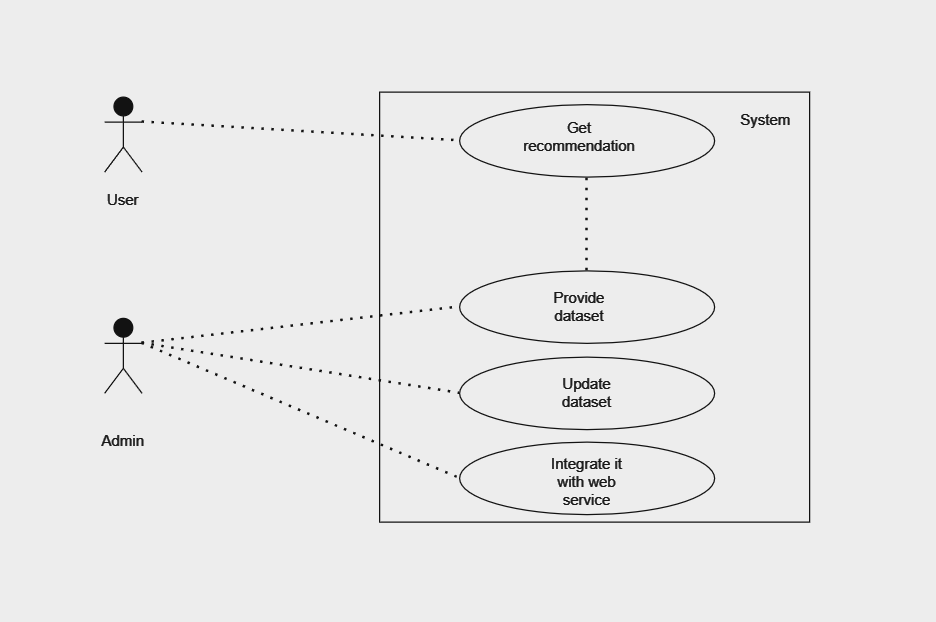 System
Get
recommendation
User
Provide
dataset
Update
dataset
Admin
Integrate it
with web
service